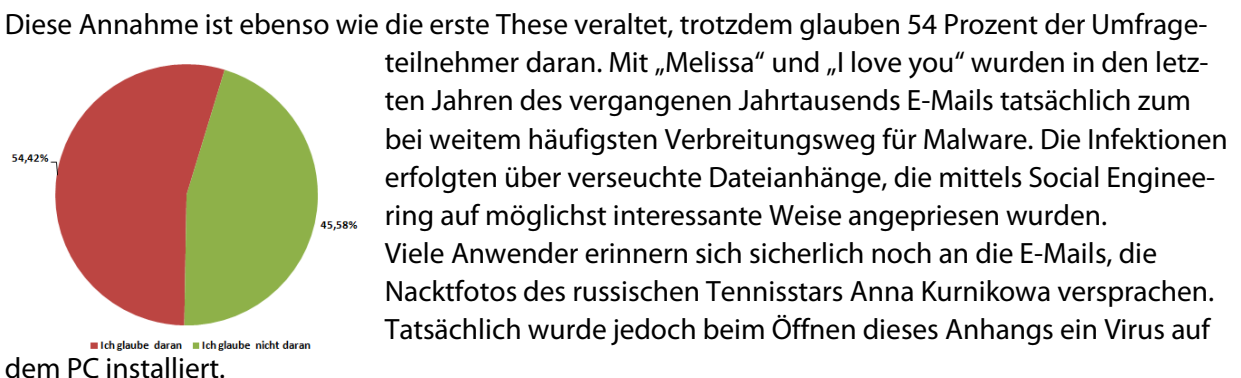 Diese Annahme ist ebenso wie die erste These veraltet, trotzdem glauben 54 Prozent der Umfrage-
teilnehmer daran. Mit „Melissa“ und „I love you“ wurden in den letz-
ten Jahren des vergangenen Jahrtausends E-Mails tatsächlich zum
bei weitem häufigsten Verbreitungsweg für Malware. Die Infektionen
erfolgten über verseuchte Dateianhänge, die mittels Social Enginee-
ring auf möglichst interessante Weise angepriesen wurden.
Viele Anwender erinnern sich sicherlich noch an die E-Mails, die
Nacktfotos des russischen Tennisstars Anna Kurnikowa versprachen.
Tatsächlich wurde jedoch beim Öffnen dieses Anhangs ein Virus auf
dem PC installiert.
54,42%
45,58%
Ich glaube daran Ich glaube nicht daran